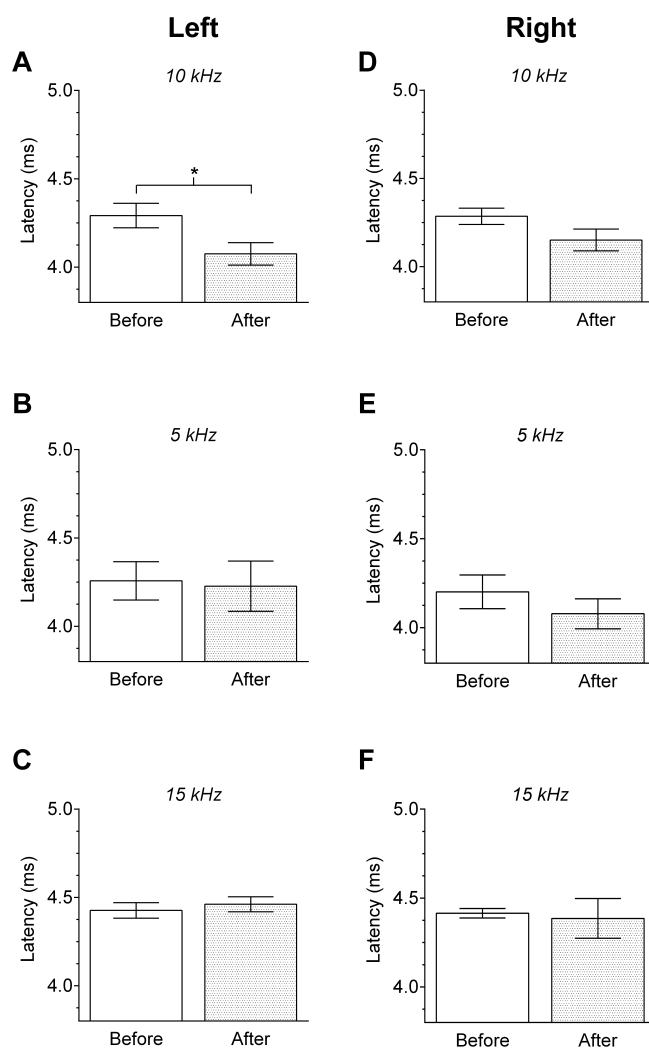 Left
Right
A
10 kHz
Latency (ms)
5.0
4.5
4.0
*
Before
After
D
10 kHz
Latency (ms)
5.0
4.5
4.0
Before
After
B
5 kHz
Latency (ms)
5.0
4.5
4.0
Before
After
E
5 kHz
Latency (ms)
5.0
4.5
4.0
Before
After
C
15 kHz
Latency (ms)
5.0
4.5
4.0
Before
After
F
15 kHz
Latency (ms)
5.0
4.5
4.0
Before
After